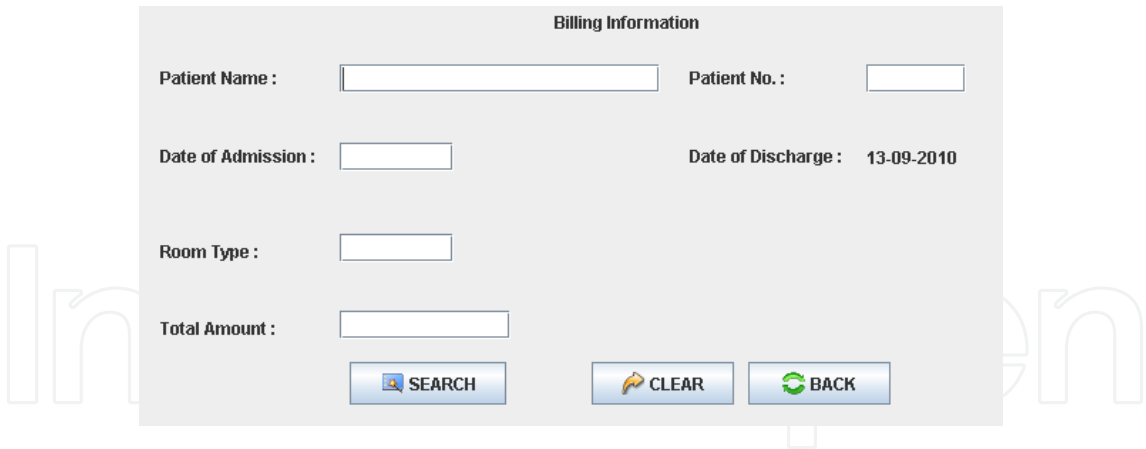 Billing Information
Patient Name : Patient No. :
Date of Admission : Date of Discharge : 13-09-2010
Room Type :
Total Amount :
SEARCH CLEAR BACK